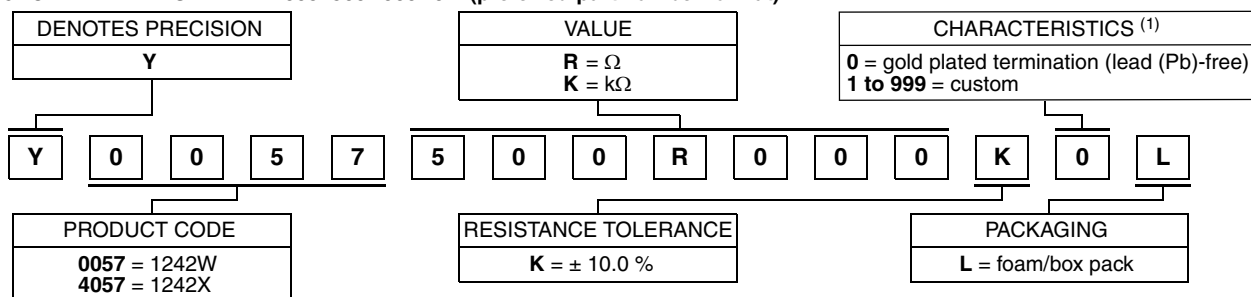 DENOTES PRECISION
Y
VALUE
R = Ω
K = kΩ
CHARACTERISTICS (1)
0 = gold plated termination (lead (Pb)-free)
1 to 999 = custom
Y 0 0 5 7 5 0 0 R 0 0 0 K 0 L
PRODUCT CODE
0057 = 1242W
4057 = 1242X
RESISTANCE TOLERANCE
K = ± 10.0 %
PACKAGING
L = foam/box pack